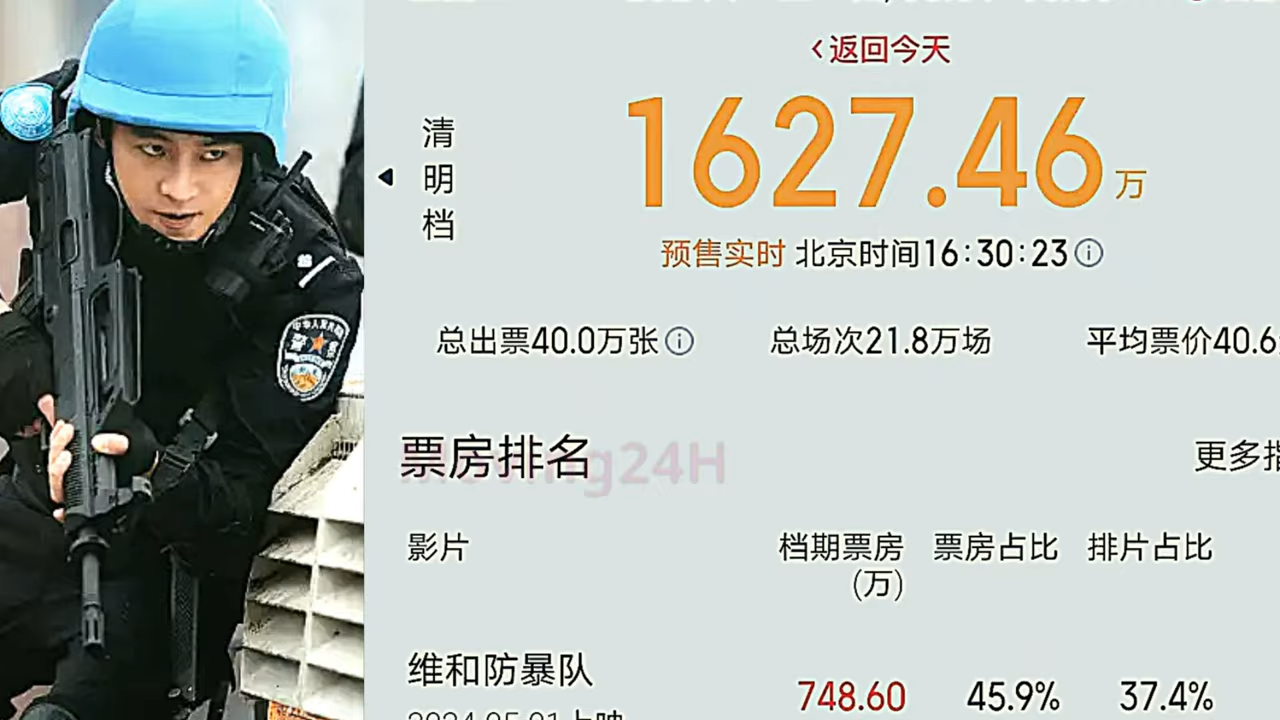 返回今天
清明档
1627.46万
预售实时 北京时间16:30:23
总出票40.0万张 总场次21.8万场 平均票价40.6
票房排名 更多
24H
影片 档期票房(万) 票房占比 排片占比
维和防暴队
748.60 45.9% 37.4%